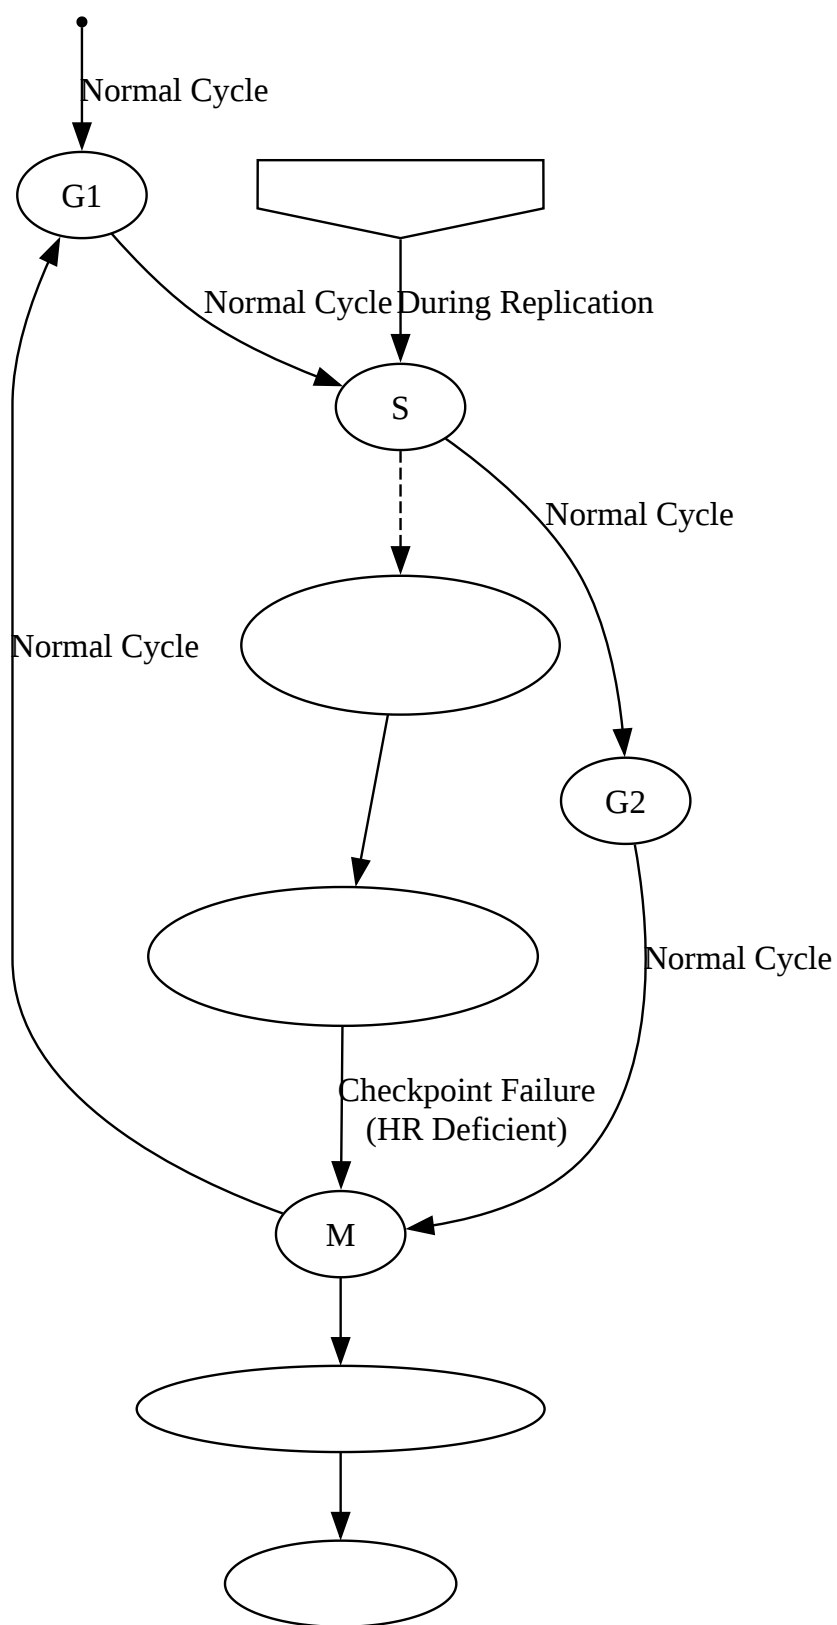 Normal Cycle
G1
Normal Cycle
During Replication
S
Normal Cycle
Normal Cycle
G2
Normal Cycle
Checkpoint Failure
(HR Deficient)
M